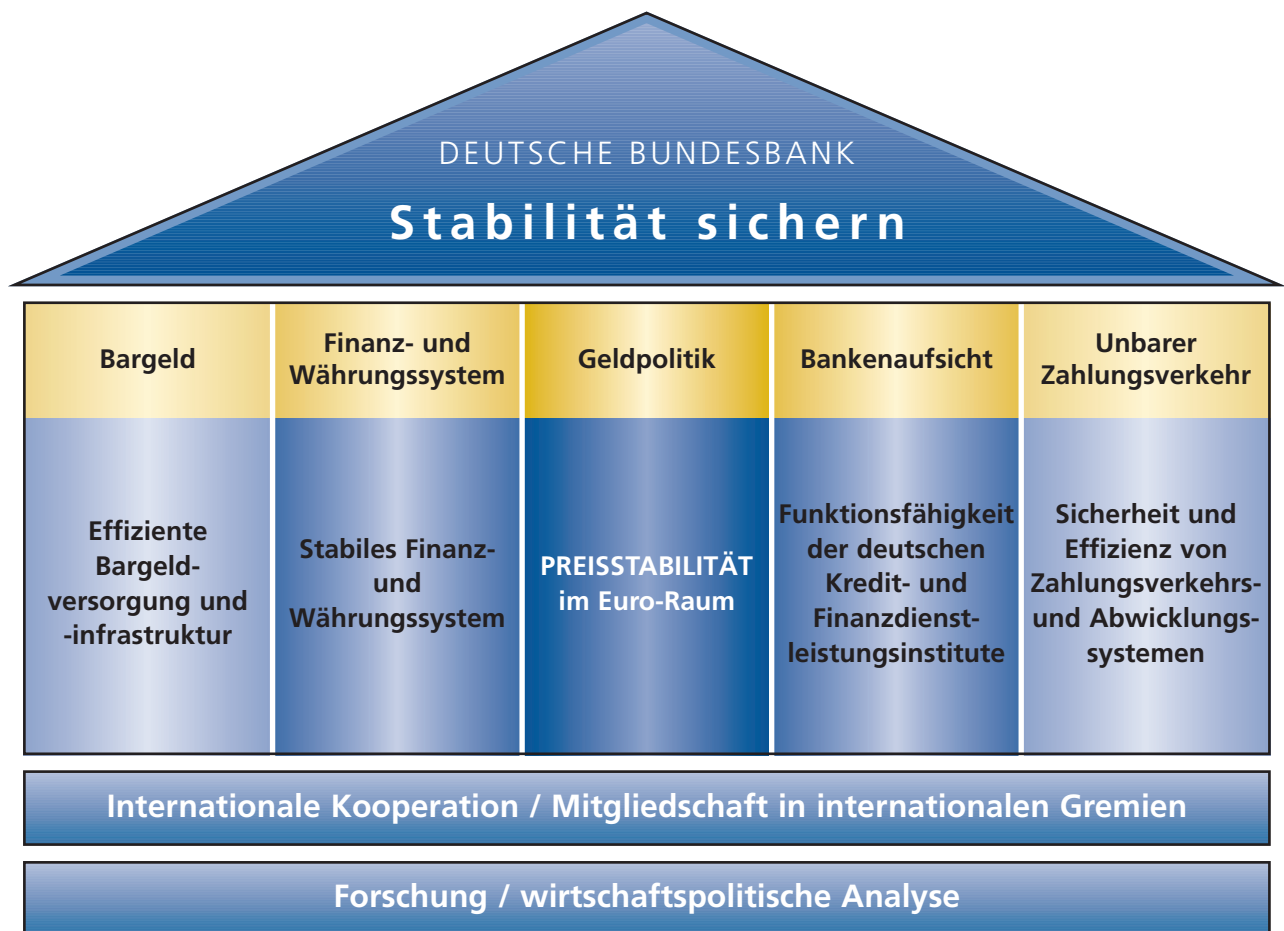 DEUTSCHE BUNDESBANK
Stabilität sichern
Bargeld
Finanz- und
Währungssystem
Geldpolitik
Bankenaufsicht
Unbarer
Zahlungsverkehr
Effiziente
Bargeld-
versorgung und
-infrastruktur
Stabiles Finanz-
und
Währungssystem
PREISSTABILITÄT
im Euro-Raum
Funktionsfähigkeit
der deutschen
Kredit- und
Finanzdienst-
leistungsinstitute
Sicherheit und
Effizienz von
Zahlungsverkehrs-
und Abwicklungs-
systemen
Internationale Kooperation / Mitgliedschaft in internationalen Gremien
Forschung / wirtschaftspolitische Analyse